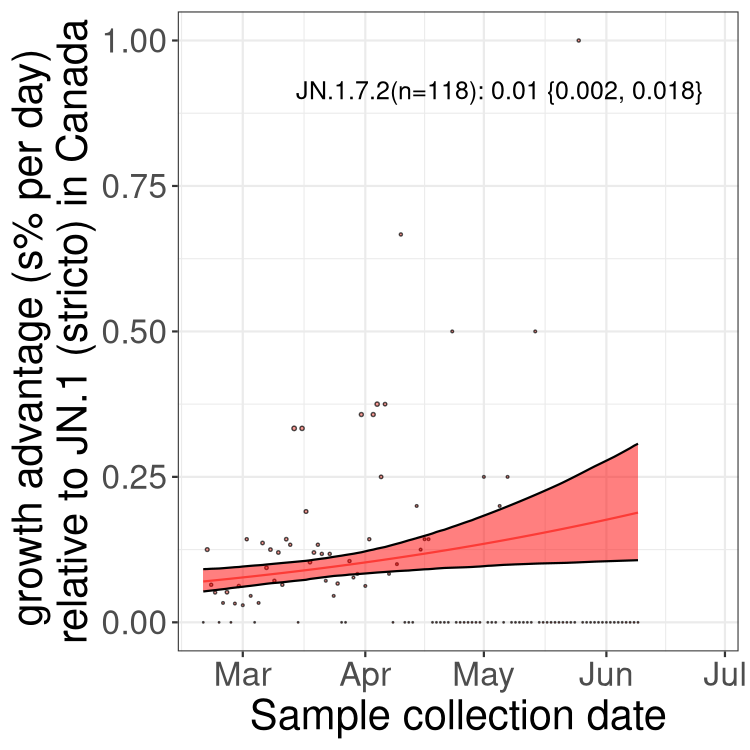 growth advantage (s% per day)
relative to JN.1 (stricto) in Canada
1.00
0.75
0.50
0.25
0.00
JN.1.7.2(n=118): 0.01 {0.002, 0.018}
Mar Apr May Jun Jul
Sample collection date